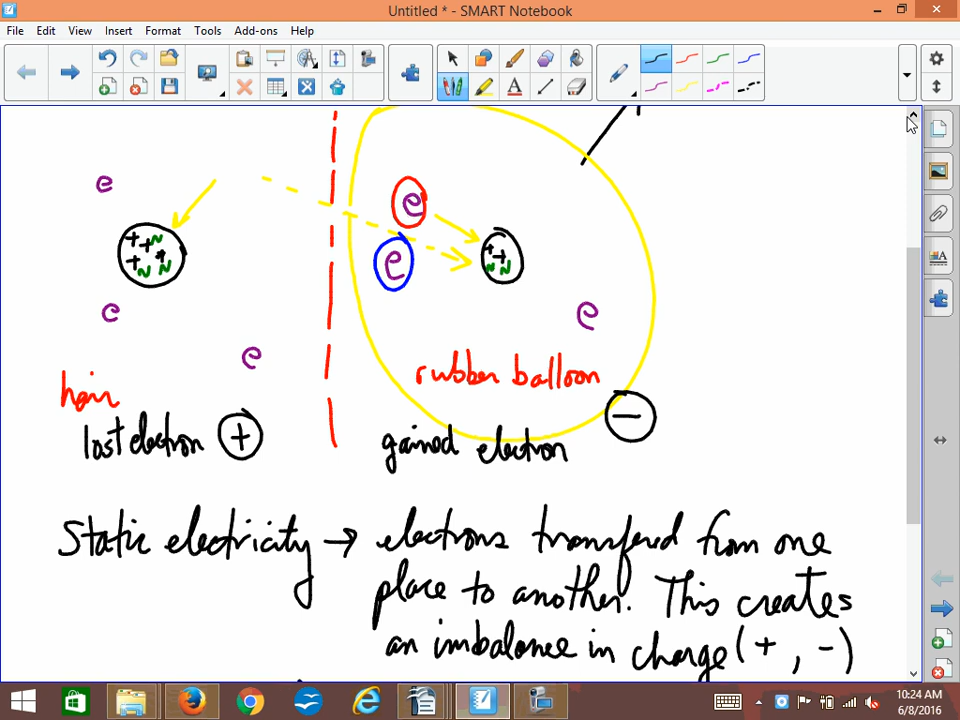 Untitled * - SMART Notebook
File Edit View Insert Format Tools Add-ons Help
e
e
+ + N
+ +
N N
e
+ +
N N
e
e
e
rubber balloon
hair
lost electron +
gained electron
−
Static electricity → electrons transfered from one
place to another. This creates
an imbalance in charge (+, -)
10:24 AM
6/8/2016